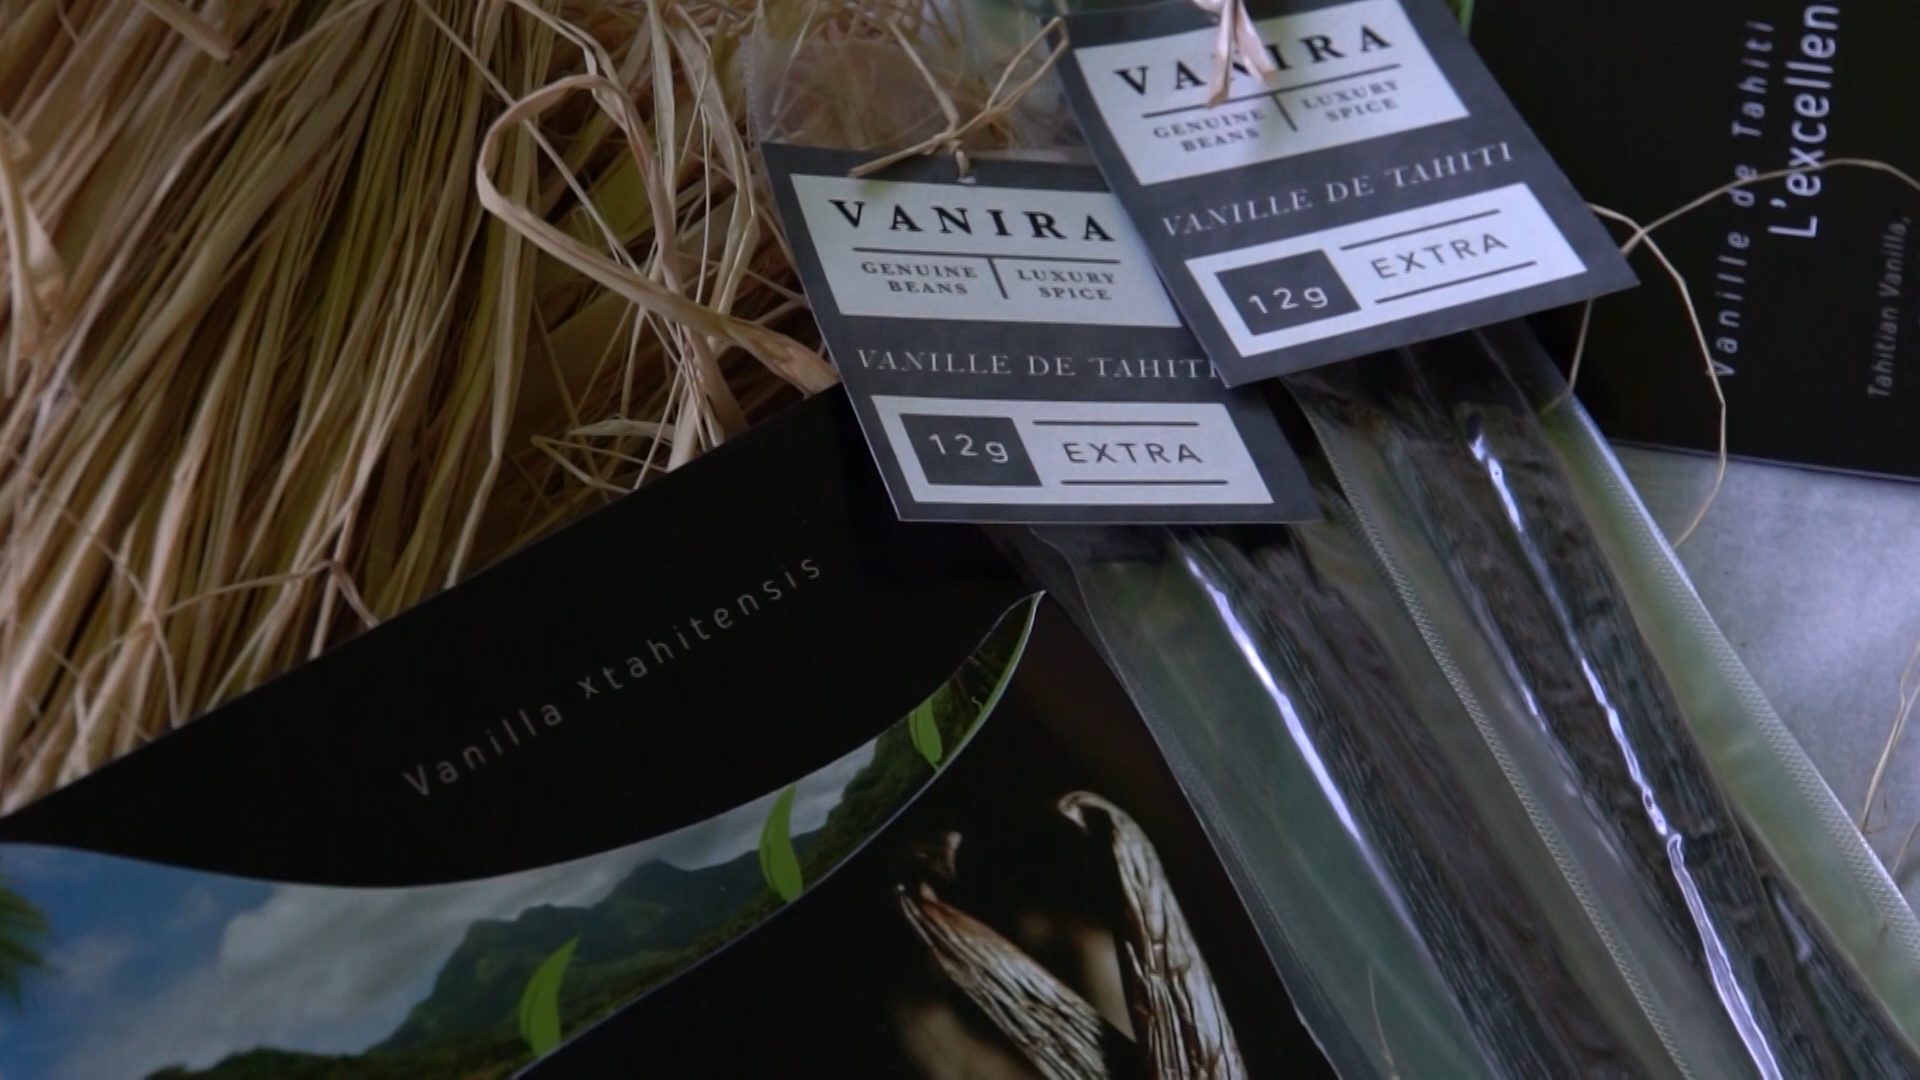 VANIRA
GENUINE BEANS
LUXURY SPICE
VANILLE DE TAHITI
12g
EXTRA
VANIRA
GENUINE BEANS
LUXURY SPICE
VANILLE DE TAHITI
12g
EXTRA
Vanille de Tahiti
L'excellen
Tahitian Vanilla,
Vanilla xtahitensis